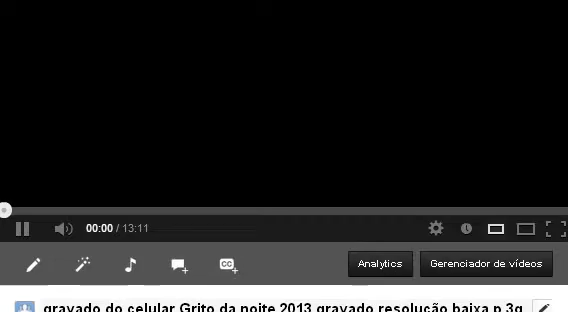 00:00 / 13:11
CC
Analytics Gerenciador de vídeos
gravado do celular Grito da noite 2013 gravado resolução baixa p 3g